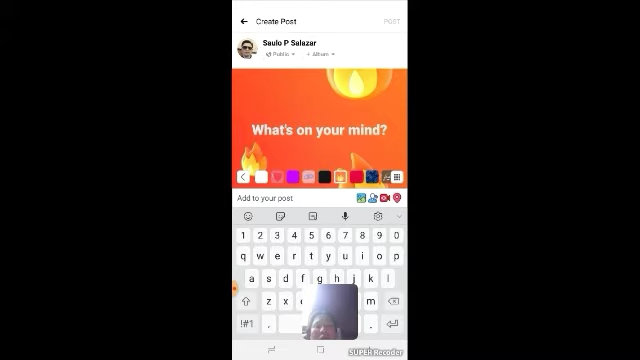 Create Post
POST
Saulo P Salazar
Public
+ Album
What's on your mind?
Add to your post
1 2 3 4 5 6 7 8 9 0
q w e r t y u i o p
a s d f g h j k l
z x m
!#1 , .
SUPER Recorder